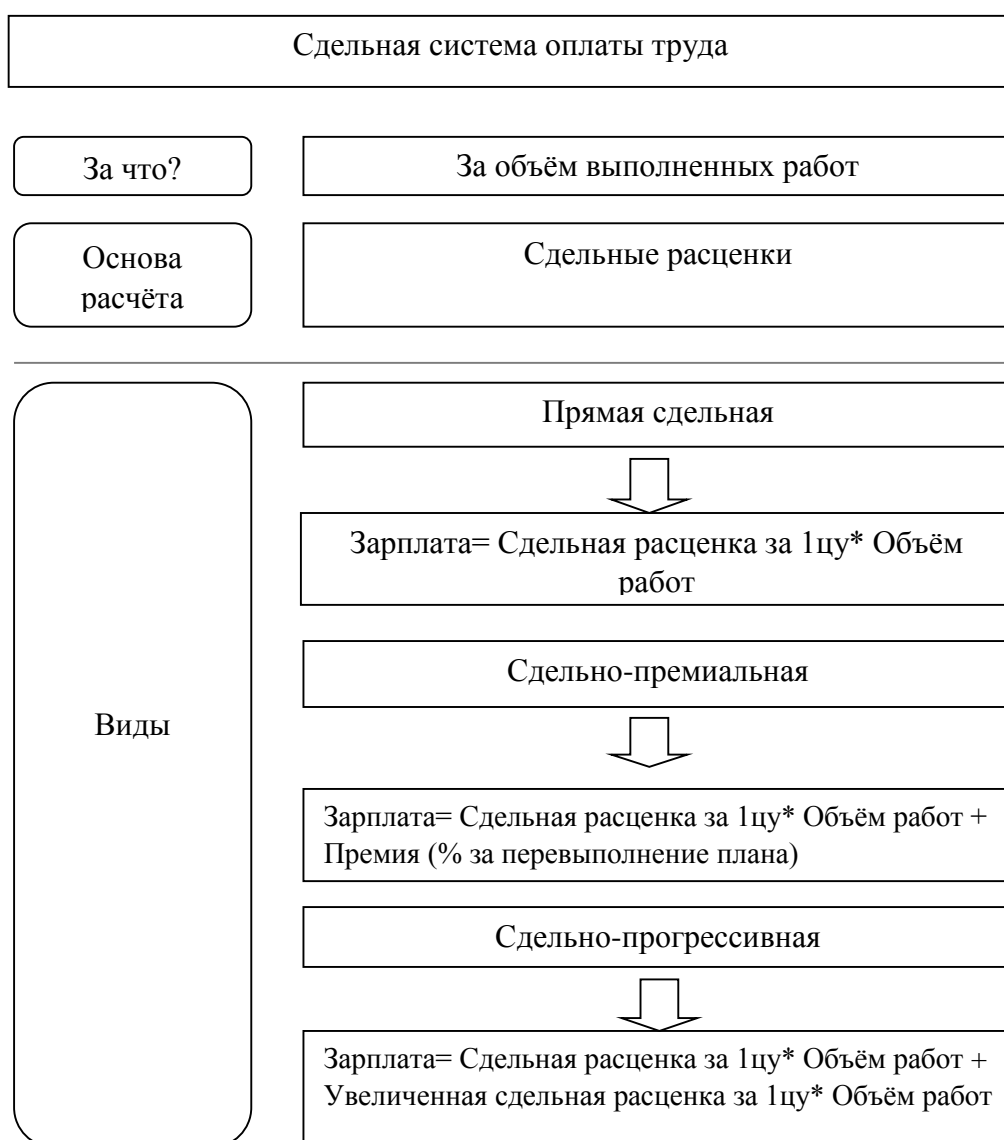 Сдельная система оплаты труда
За что?
За объём выполненных работ
Основа
расчёта
Сдельные расценки
Виды
Прямая сдельная
Зарплата= Сдельная расценка за 1цу* Объём
работ
Сдельно-премиальная
Зарплата= Сдельная расценка за 1цу* Объём работ +
Премия (% за перевыполнение плана)
Сдельно-прогрессивная
Зарплата= Сдельная расценка за 1цу* Объём работ +
Увеличенная сдельная расценка за 1цу* Объём работ